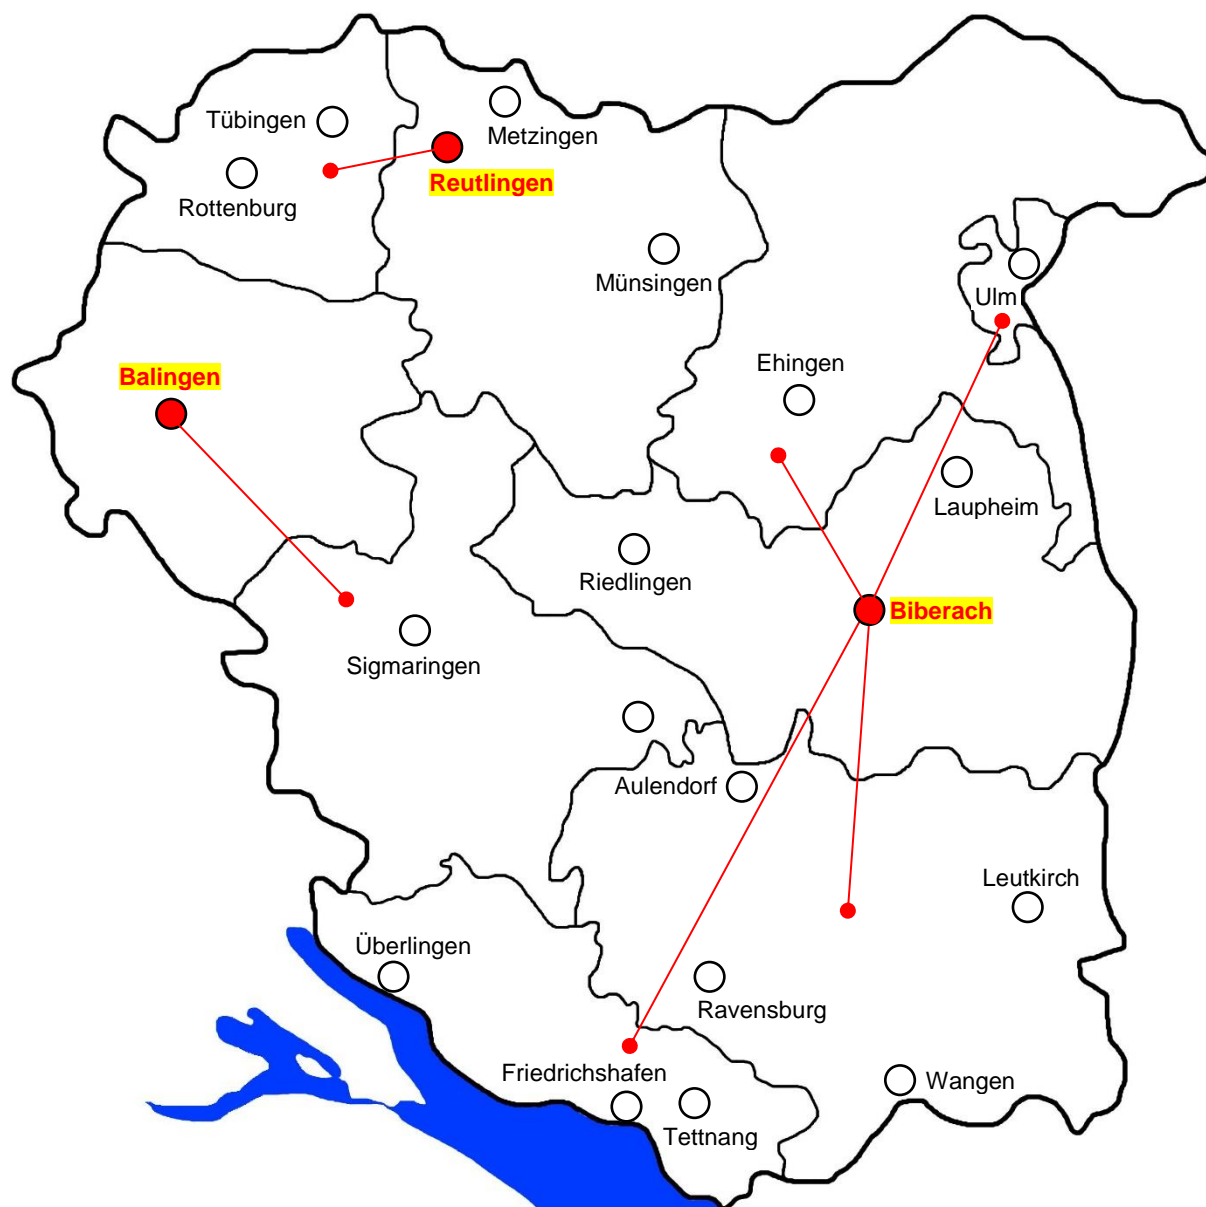 Tübingen
Metzingen
Reutlingen
Rottenburg
Münsingen
Ulm
Ehingen
Balingen
Laupheim
Riedlingen
Biberach
Sigmaringen
Aulendorf
Leutkirch
Überlingen
Ravensburg
Friedrichshafen
Wangen
Tettnang